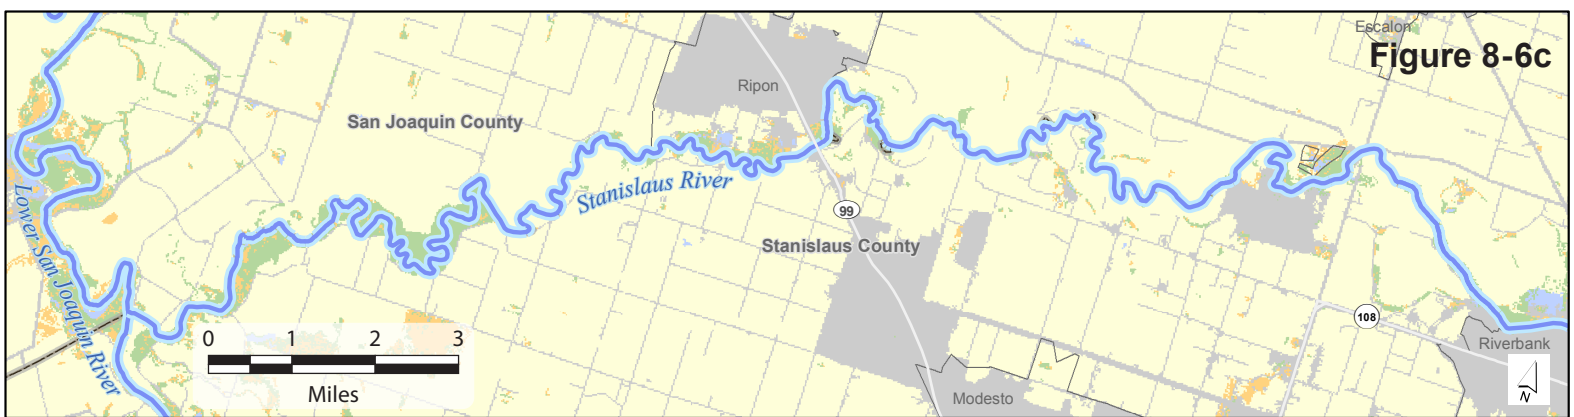 Escalon
Figure 8-6c
Ripon
San Joaquin County
Stanislaus River
Lower San Joaquin River
99
Stanislaus County
108
Riverbank
Modesto
0 1 2 3
Miles
N